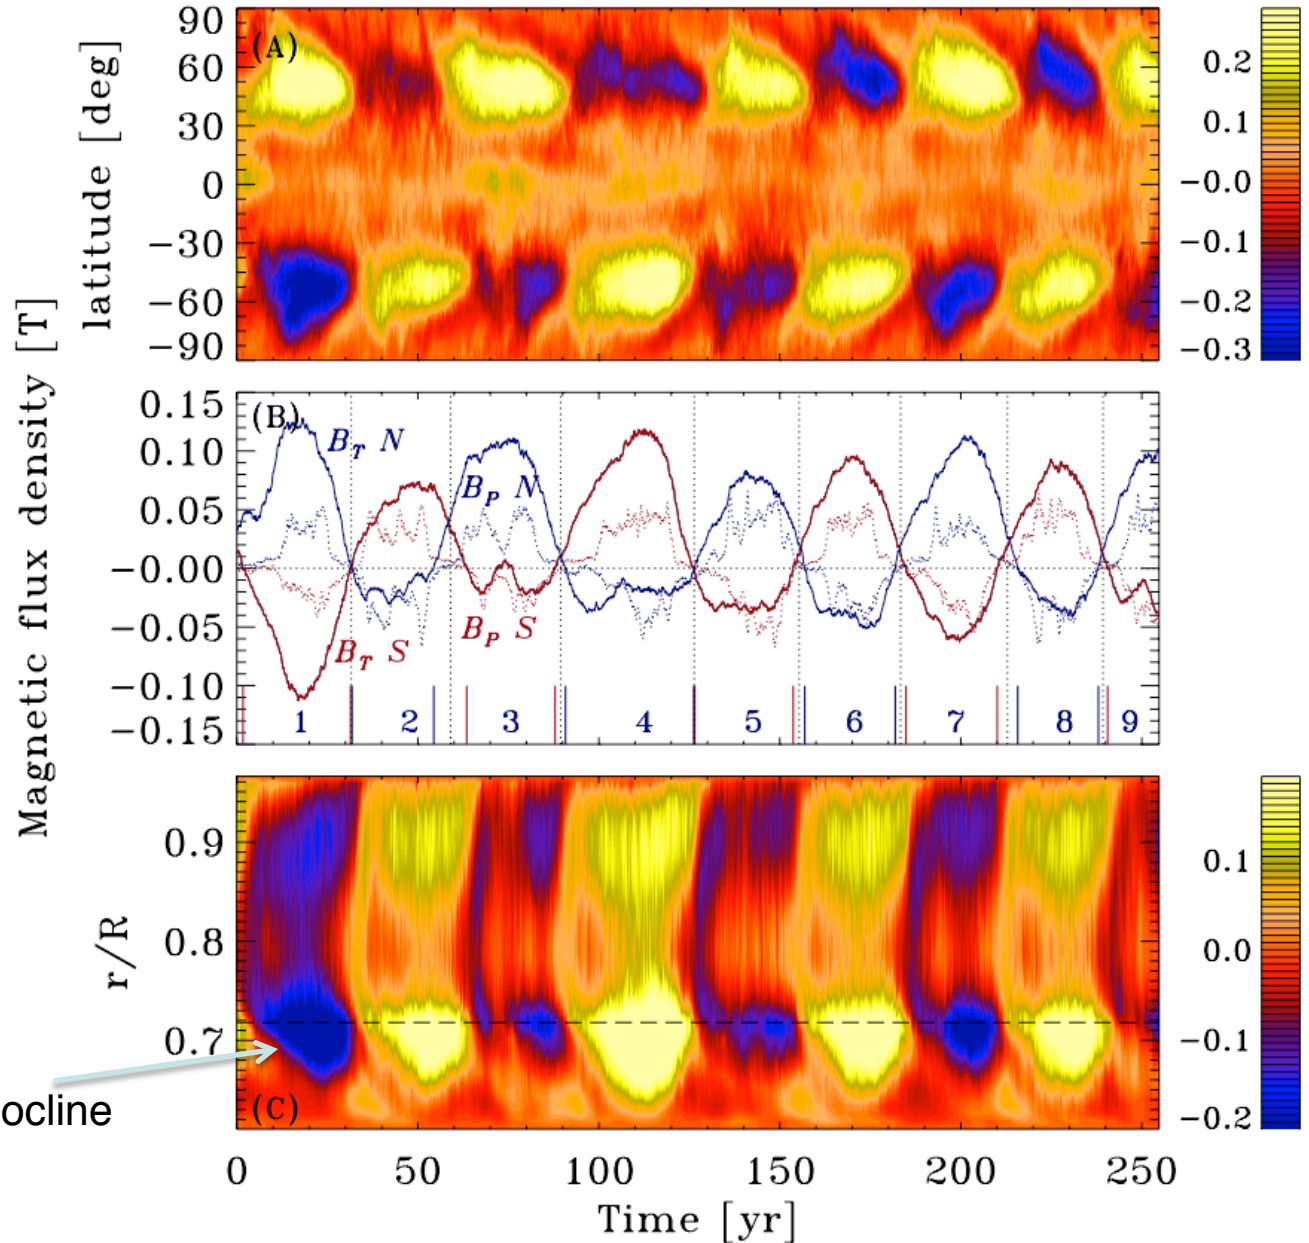 Magnetic flux density [T]
latitude [deg]
(A)
90
60
30
0
−30
−60
−90
0.2
0.1
−0.0
−0.1
−0.2
−0.3
(B)
0.15
0.10
0.05
−0.00
−0.05
−0.10
−0.15
B_T N
B_P N
B_T S
B_P S
1 2 3 4 5 6 7 8 9
r/R
0.9
0.8
0.7
(C)
ocline
0.1
0.0
−0.1
−0.2
0 50 100 150 200 250
Time [yr]